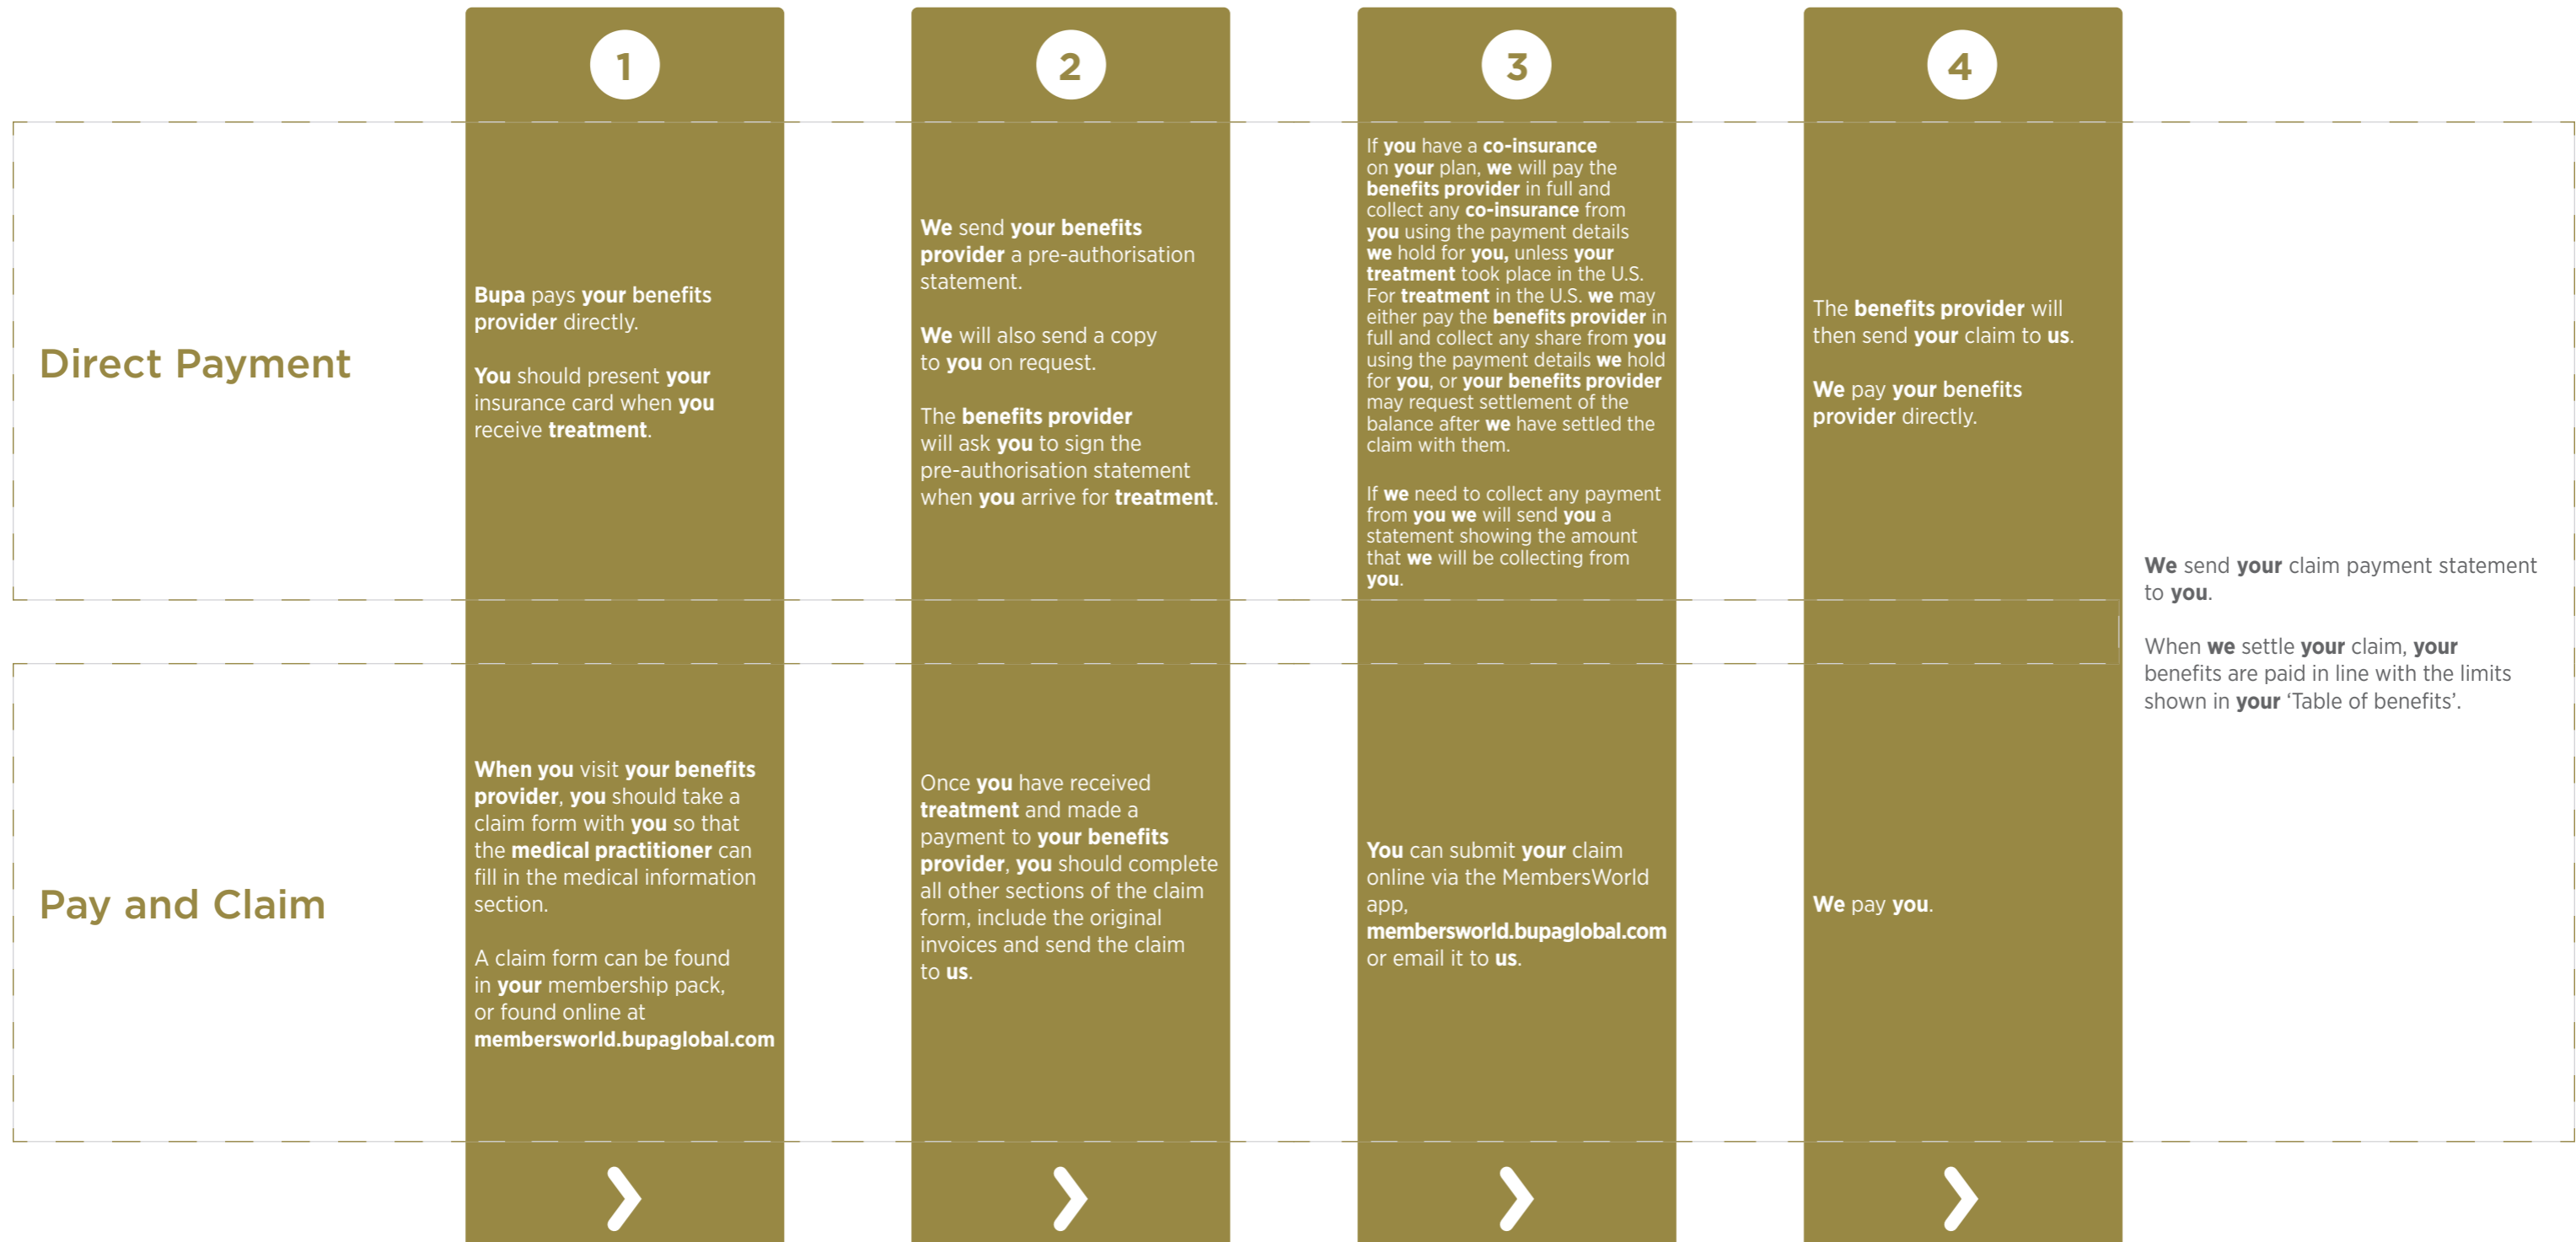 1
2
3
4
Direct Payment
Bupa pays your benefits
provider directly.
You should present your
insurance card when you
receive treatment.
We send your benefits
provider a pre-authorisation
statement.
We will also send a copy
to you on request.
The benefits provider
will ask you to sign the
pre-authorisation statement
when you arrive for treatment.
If you have a co-insurance
on your plan, we will pay the
benefits provider in full and
collect any co-insurance from
you using the payment details
we hold for you, unless your
treatment took place in the U.S.
For treatment in the U.S. we may
either pay the benefits provider in
full and collect any share from you
using the payment details we hold
for you, or your benefits provider
may request settlement of the
balance after we have settled the
claim with them.
If we need to collect any payment
from you we will send you a
statement showing the amount
that we will be collecting from
you.
The benefits provider will
then send your claim to us.
We pay your benefits
provider directly.
Pay and Claim
When you visit your benefits
provider, you should take a
claim form with you so that
the medical practitioner can
fill in the medical information
section.
A claim form can be found
in your membership pack,
or found online at
membersworld.bupaglobal.com
Once you have received
treatment and made a
payment to your benefits
provider, you should complete
all other sections of the claim
form, include the original
invoices and send the claim
to us.
You can submit your claim
online via the MembersWorld
app,
membersworld.bupaglobal.com
or email it to us.
We pay you.
We send your claim payment statement
to you.
When we settle your claim, your
benefits are paid in line with the limits
shown in your ‘Table of benefits’.